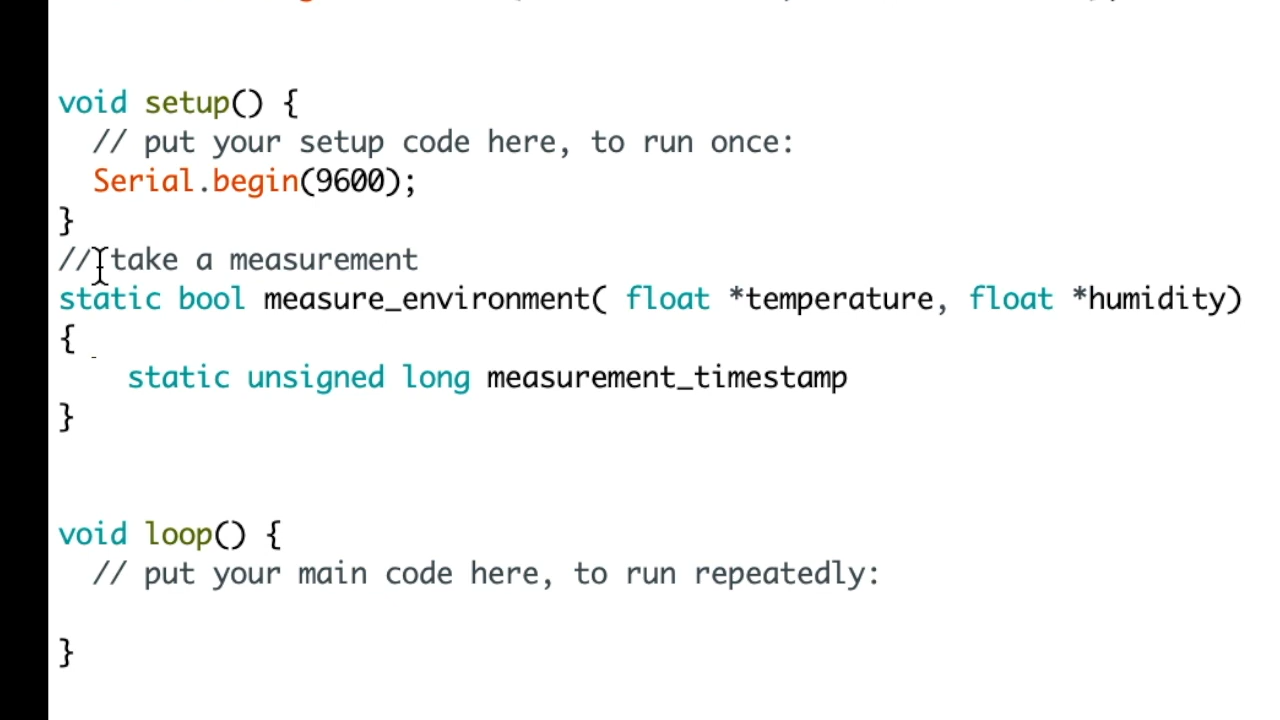 void setup() {
  // put your setup code here, to run once:
  Serial.begin(9600);
}
// take a measurement
static bool measure_environment( float *temperature, float *humidity)
{
    static unsigned long measurement_timestamp
}
void loop() {
  // put your main code here, to run repeatedly:
}